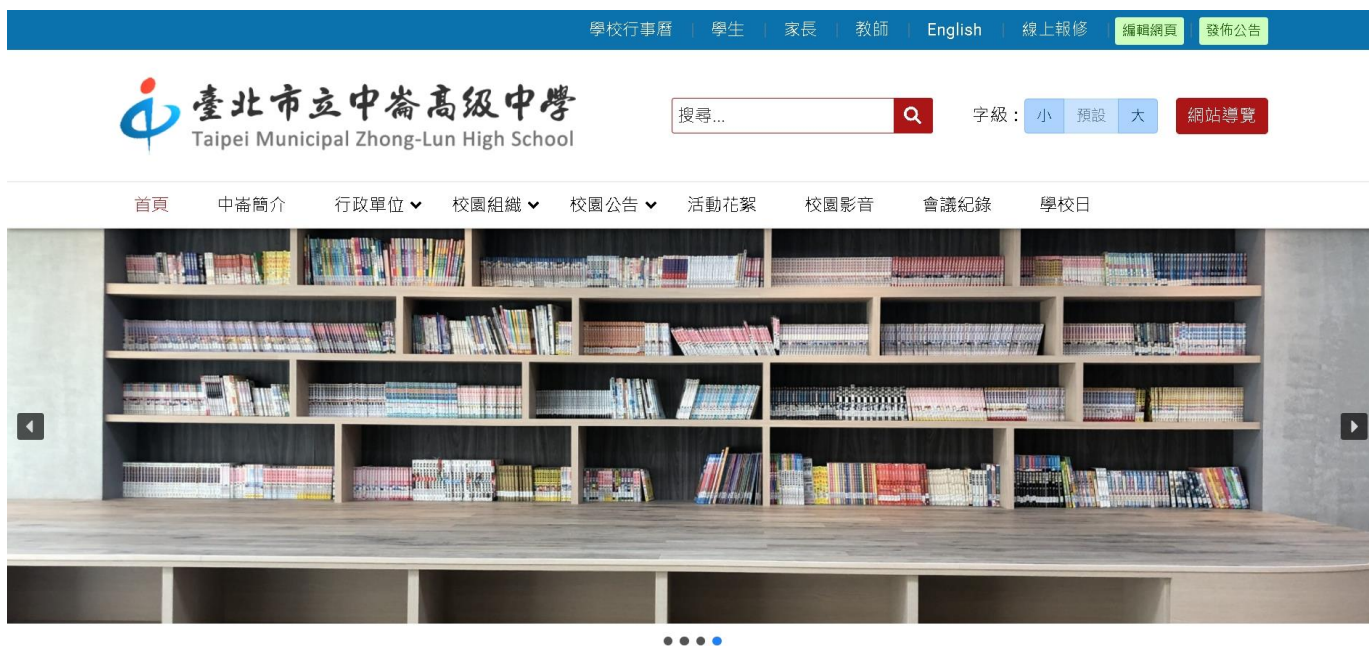 學校行事曆 | 學生 | 家長 | 教師 | English | 線上報修 | 編輯網頁 | 發佈公告
臺北市立中崙高級中學
Taipei Municipal Zhong-Lun High School
搜尋...
字級：小 預設 大
網站導覽
首頁 中崙簡介 行政單位 校園組織 校園公告 活動花絮 校園影音 會議紀錄 學校日